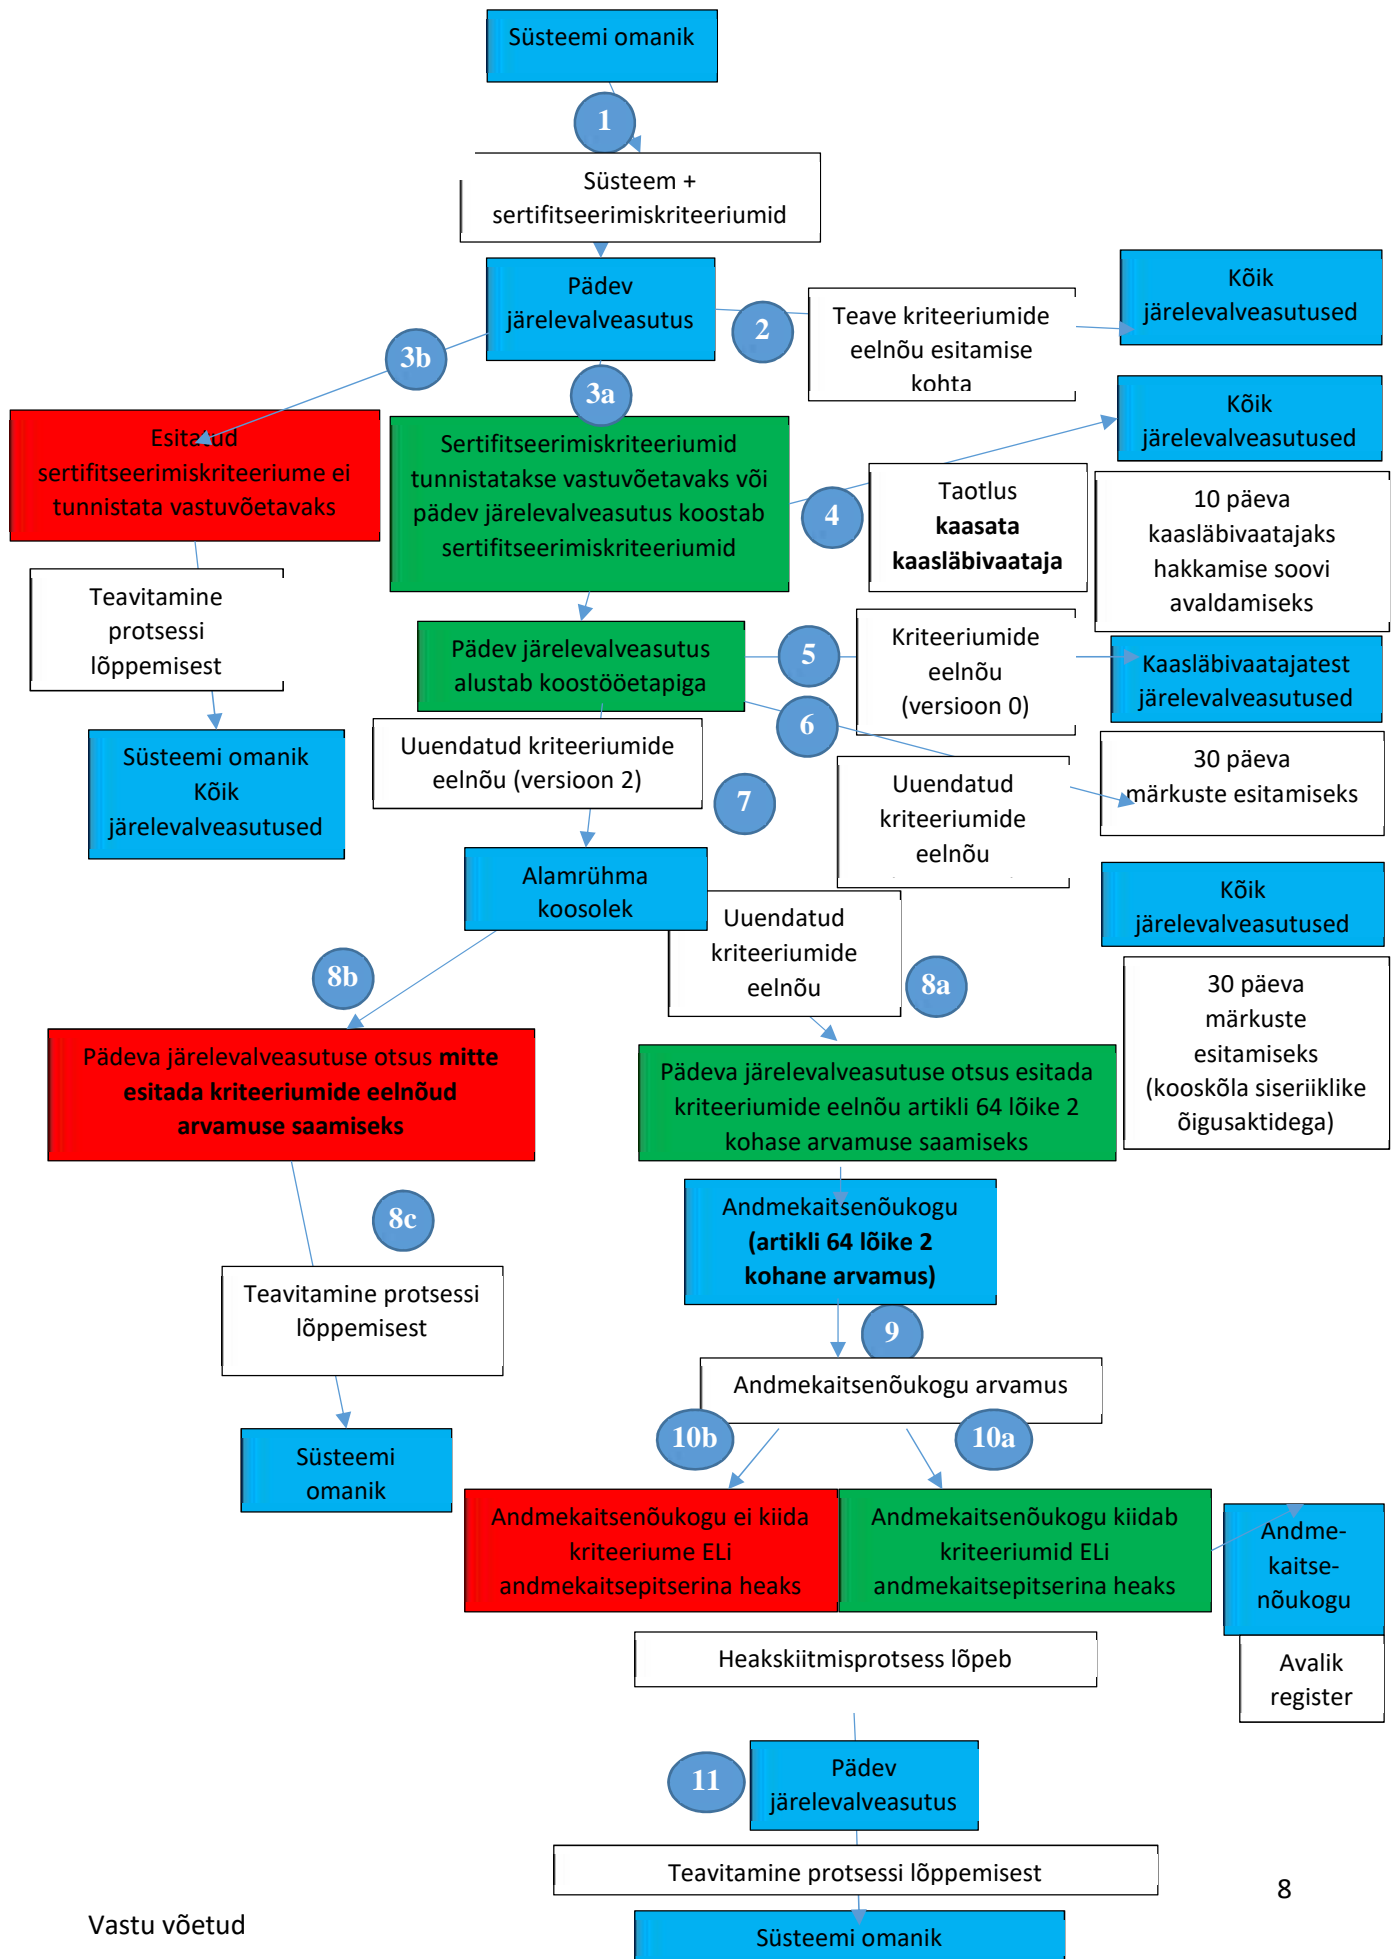 Süsteemi omanik
1
Süsteem +
sertifitseerimiskriteeriumid
Pädev
järelevalveasutus
2
Teave kriteeriumide
eelnõu esitamise
kohta
Kõik
järelevalveasutused
3b
3a
Esitatud
sertifitseerimiskriteeriume ei
tunnistata vastuvõetavaks
Sertifitseerimiskriteeriumid
tunnistatakse vastuvõetavaks või
pädev järelevalveasutus koostab
sertifitseerimiskriteeriumid
4
Taotlus
kaasata
kaasläbivaataja
Kõik
järelevalveasutused
10 päeva
kaasläbivaatajaks
hakkamise soovi
avaldamiseks
Teavitamine
protsessi
lõppemisest
Pädev järelevalveasutus
alustab koostööetapiga
5
Kriteeriumide
eelnõu
(versioon 0)
Kaasläbivaatajatest
järelevalveasutused
6
Süsteemi omanik
Kõik
järelevalveasutused
Uuendatud kriteeriumide
eelnõu (versioon 2)
7
Uuendatud
kriteeriumide
eelnõu
30 päeva
märkuste esitamiseks
Alamrühma
koosolek
Uuendatud
kriteeriumide
eelnõu
Kõik
järelevalveasutused
8b
8a
30 päeva
märkuste
esitamiseks
(kooskõla siseriiklike
õigusaktidega)
Pädeva järelevalveasutuse otsus mitte
esitada kriteeriumide eelnõud
arvamuse saamiseks
Pädeva järelevalveasutuse otsus esitada
kriteeriumide eelnõu artikli 64 lõike 2
kohase arvamuse saamiseks
8c
Andmekaitsenõukogu
(artikli 64 lõike 2
kohane arvamus)
Teavitamine protsessi
lõppemisest
9
Andmekaitsenõukogu arvamus
10b
10a
Süsteemi
omanik
Andmekaitsenõukogu ei kiida
kriteeriume ELi
andmekaitsepitserina heaks
Andmekaitsenõukogu kiidab
kriteeriumid ELi
andmekaitsepitserina heaks
Andme-
kaitse-
nõukogu
Avalik
register
Heakskiitmisprotsess lõpeb
11
Pädev
järelevalveasutus
Teavitamine protsessi lõppemisest
Süsteemi omanik
8
Vastu võetud